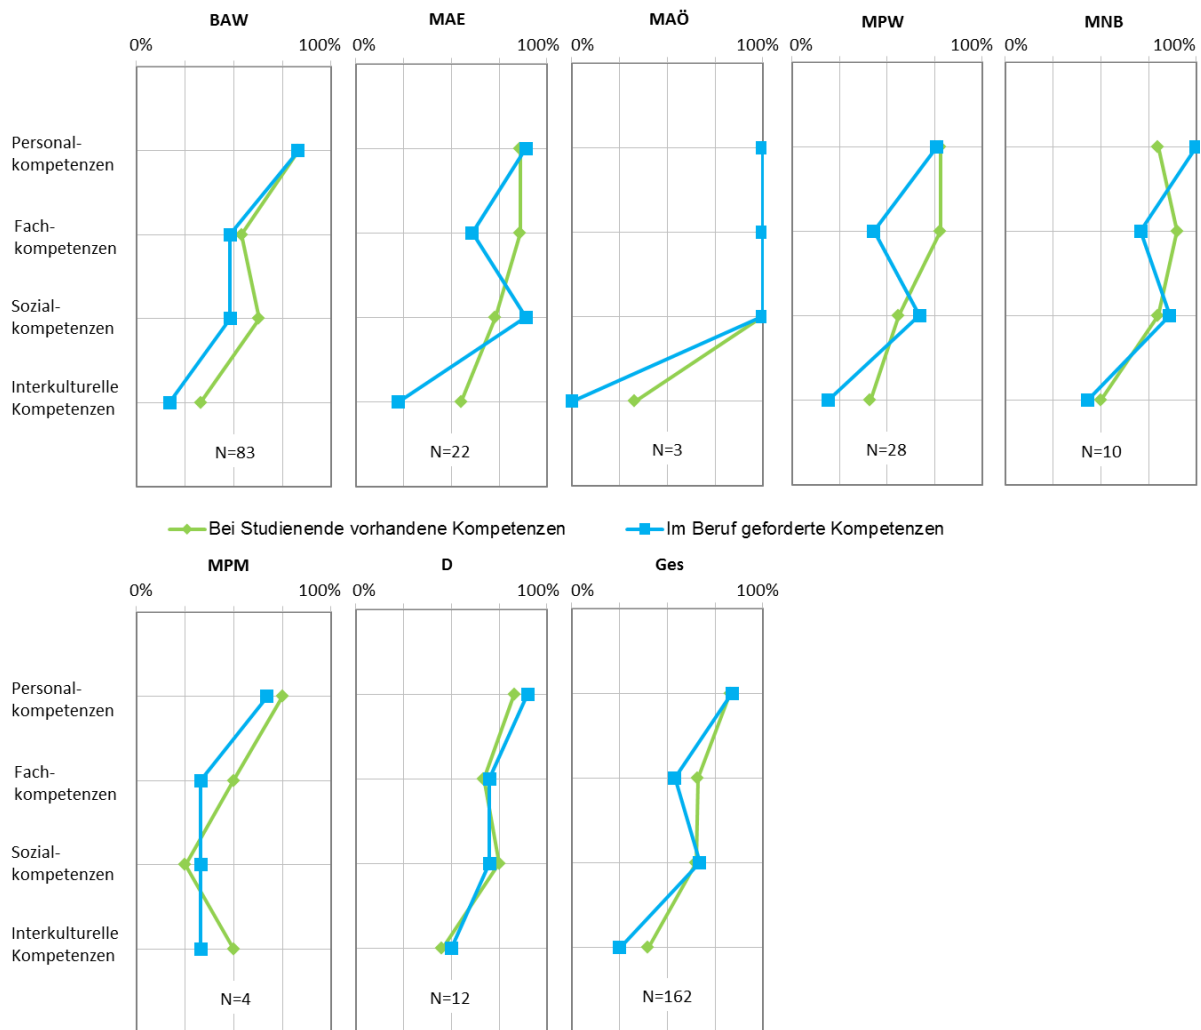 BAW
MAE
MAÖ
MPW
MNB
0% 100%
0% 100%
0% 100%
0% 100%
0% 100%
Personal-
kompetenzen
Fach-
kompetenzen
Sozial-
kompetenzen
Interkulturelle
Kompetenzen
N=83
N=22
N=3
N=28
N=10
Bei Studienende vorhandene Kompetenzen
Im Beruf geforderte Kompetenzen
MPM
D
Ges
0% 100%
0% 100%
0% 100%
Personal-
kompetenzen
Fach-
kompetenzen
Sozial-
kompetenzen
Interkulturelle
Kompetenzen
N=4
N=12
N=162